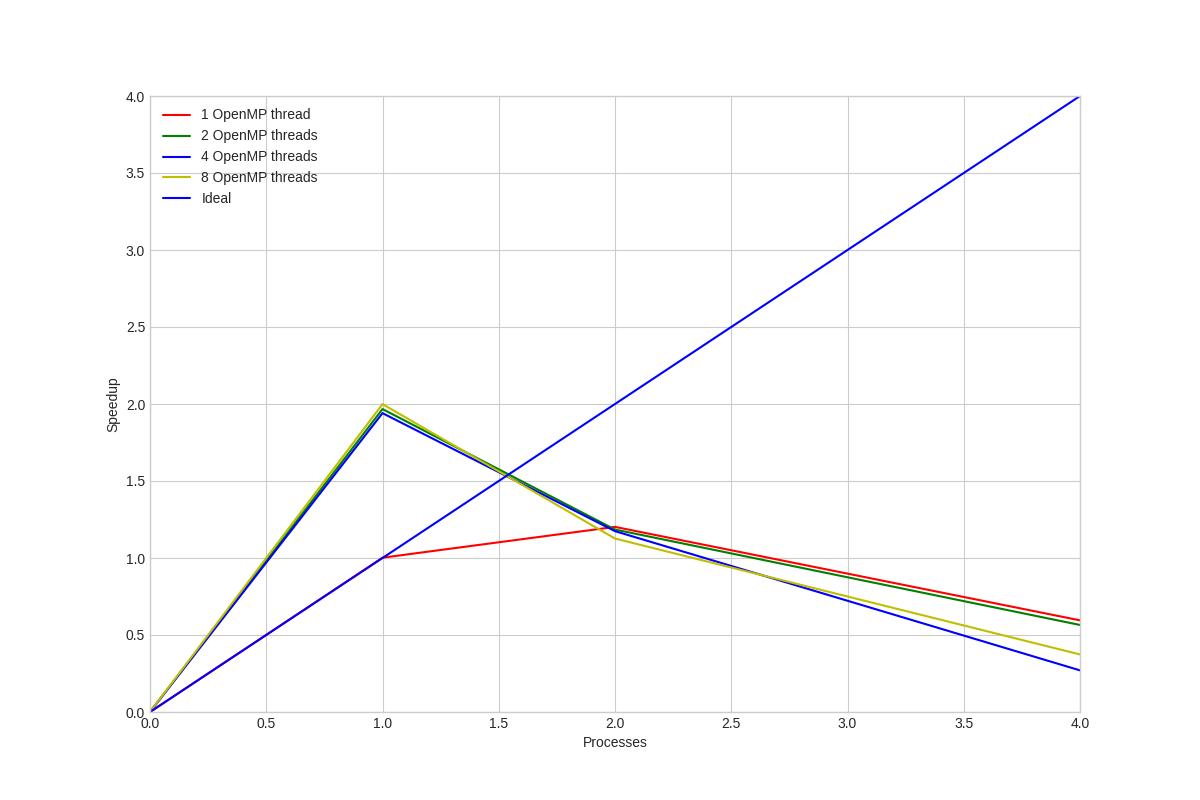 4.0
3.5
3.0
2.5
2.0
1.5
1.0
0.5
0.0
Speedup
1 OpenMP thread
2 OpenMP threads
4 OpenMP threads
8 OpenMP threads
Ideal
0.0 0.5 1.0 1.5 2.0 2.5 3.0 3.5 4.0
Processes